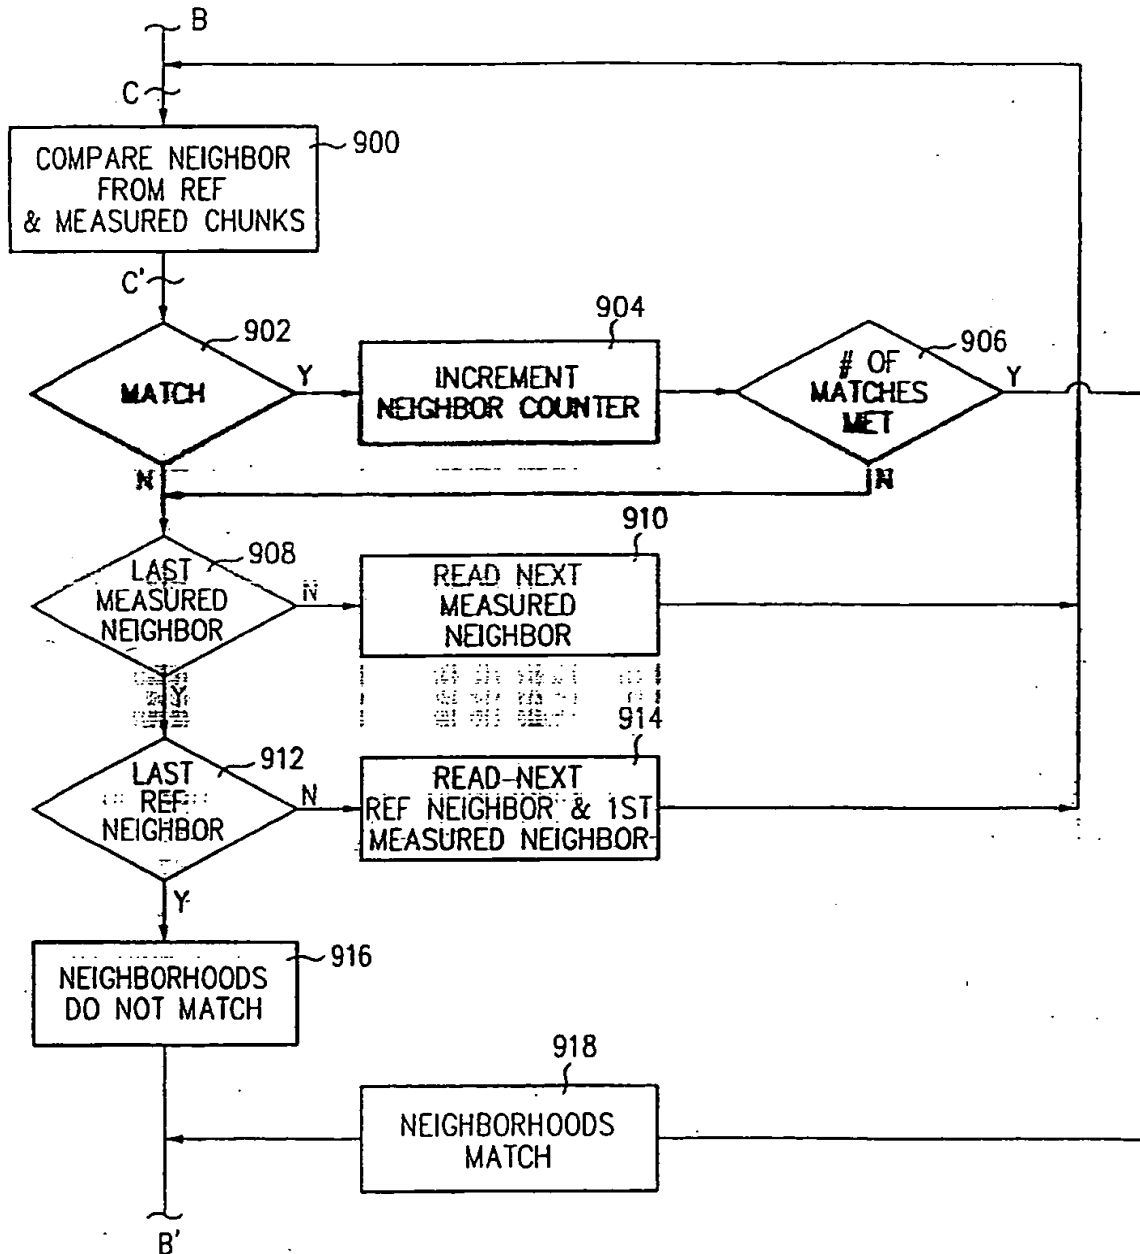 B
C
900
COMPARE NEIGHBOR
FROM REF
& MEASURED CHUNKS
C'
902
MATCH
Y
N
904
INCREMENT
NEIGHBOR COUNTER
906
# OF
MATCHES
MET
Y
N
908
LAST
MEASURED
NEIGHBOR
N
Y
910
READ NEXT
MEASURED
NEIGHBOR
912
LAST
REF
NEIGHBOR
N
Y
914
READ-NEXT
REF NEIGHBOR & 1ST
MEASURED NEIGHBOR
916
NEIGHBORHOODS
DO NOT MATCH
918
NEIGHBORHOODS
MATCH
B'